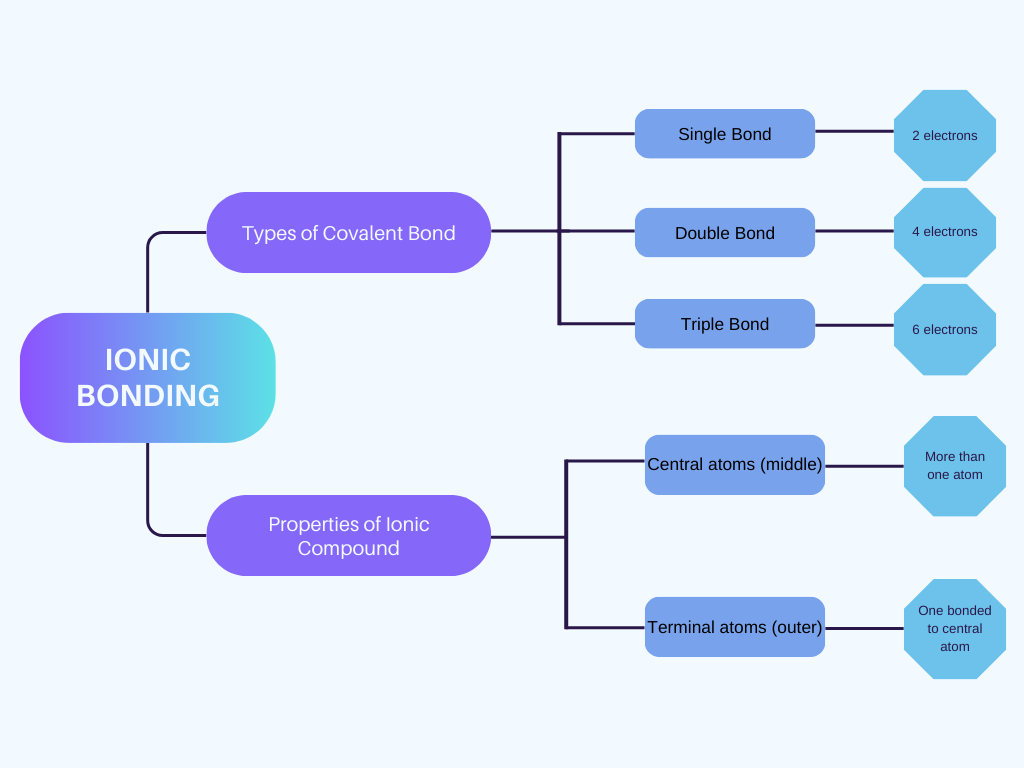 Single Bond
2 electrons
Types of Covalent Bond
Double Bond
4 electrons
Triple Bond
6 electrons
IONIC
BONDING
Central atoms (middle)
More than
one atom
Properties of Ionic
Compound
Terminal atoms (outer)
One bonded
to central
atom